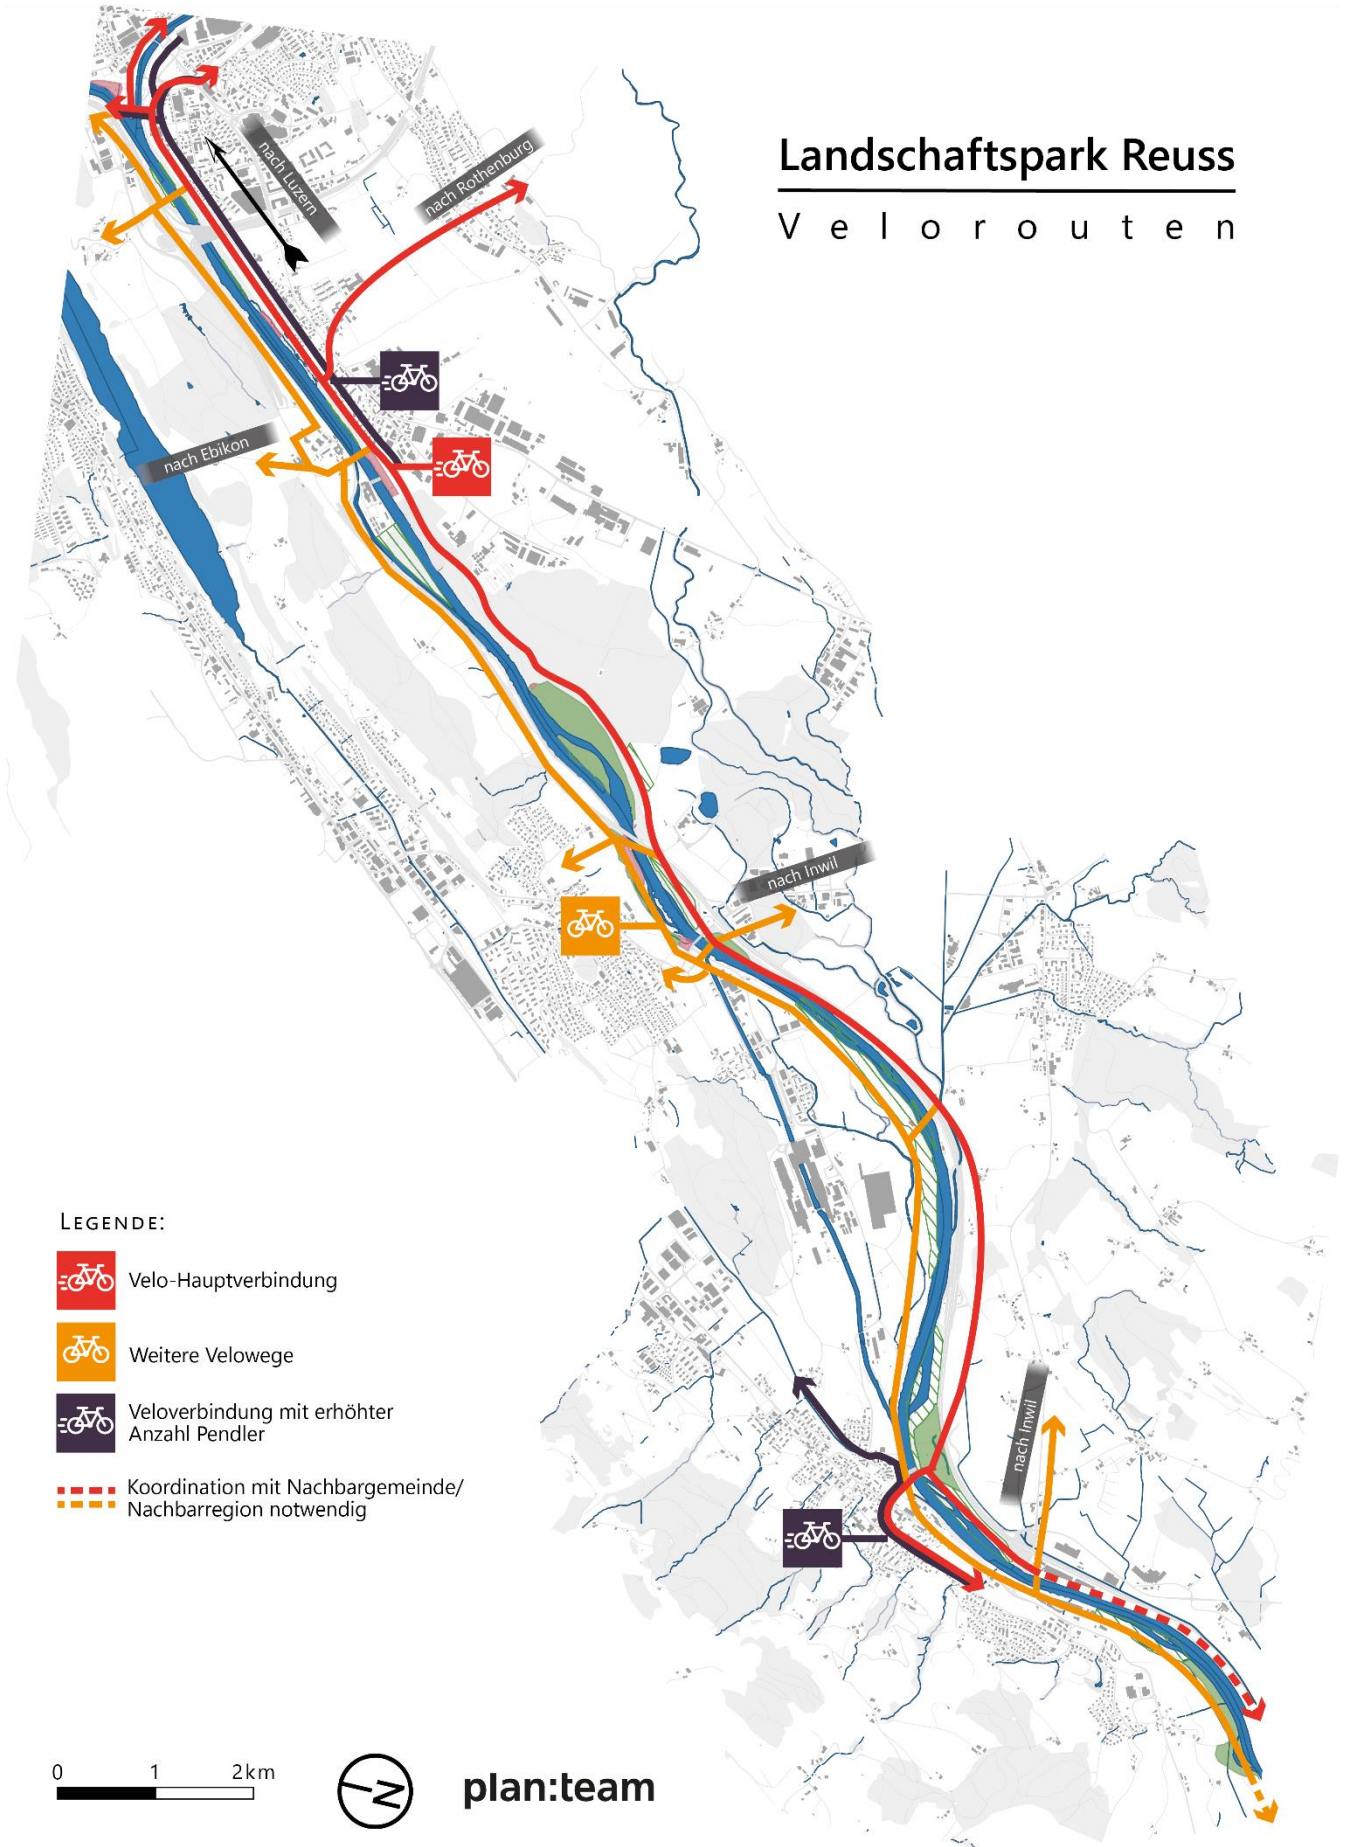 Landschaftspark Reuss
Velorouten
nach Luzern
nach Rothenburg
nach Ebikon
nach Inwil
nach Inwil
LEGENDE:
Velo-Hauptverbindung
Weitere Velowege
Veloverbindung mit erhöhter
Anzahl Pendler
Koordination mit Nachbargemeinde/
Nachbarregion notwendig
0 1 2km
N
plan:team